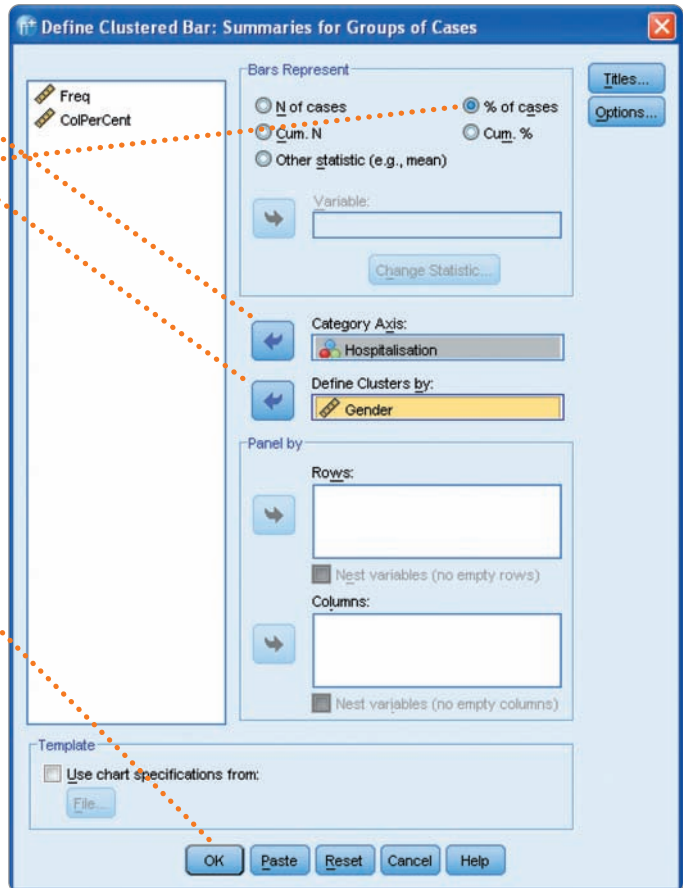 Define Clustered Bar: Summaries for Groups of Cases
Freq
ColPerCent
Bars Represent
N of cases
% of cases
Cum. N
Cum. %
Other statistic (e.g., mean)
Variable:
Change Statistic...
Category Axis:
Hospitalisation
Define Clusters by:
Gender
Panel by
Rows:
Nest variables (no empty rows)
Columns:
Nest variables (no empty columns)
Titles...
Options...
Template
Use chart specifications from:
File...
OK Paste Reset Cancel Help